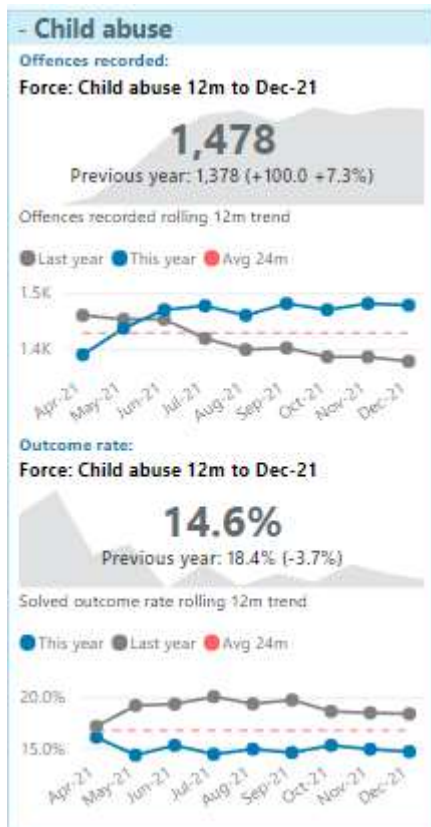 - Child abuse
Offences recorded:
Force: Child abuse 12m to Dec-21
1,478
Previous year: 1,378 (+100.0 +7.3%)
Offences recorded rolling 12m trend
Last year This year Avg 24m
1.5K
1.4K
Apr-21 May-21 Jun-21 Jul-21 Aug-21 Sep-21 Oct-21 Nov-21 Dec-21
Outcome rate:
Force: Child abuse 12m to Dec-21
14.6%
Previous year: 18.4% (-3.7%)
Solved outcome rate rolling 12m trend
This year Last year Avg 24m
20.0%
15.0%
Apr-21 May-21 Jun-21 Jul-21 Aug-21 Sep-21 Oct-21 Nov-21 Dec-21